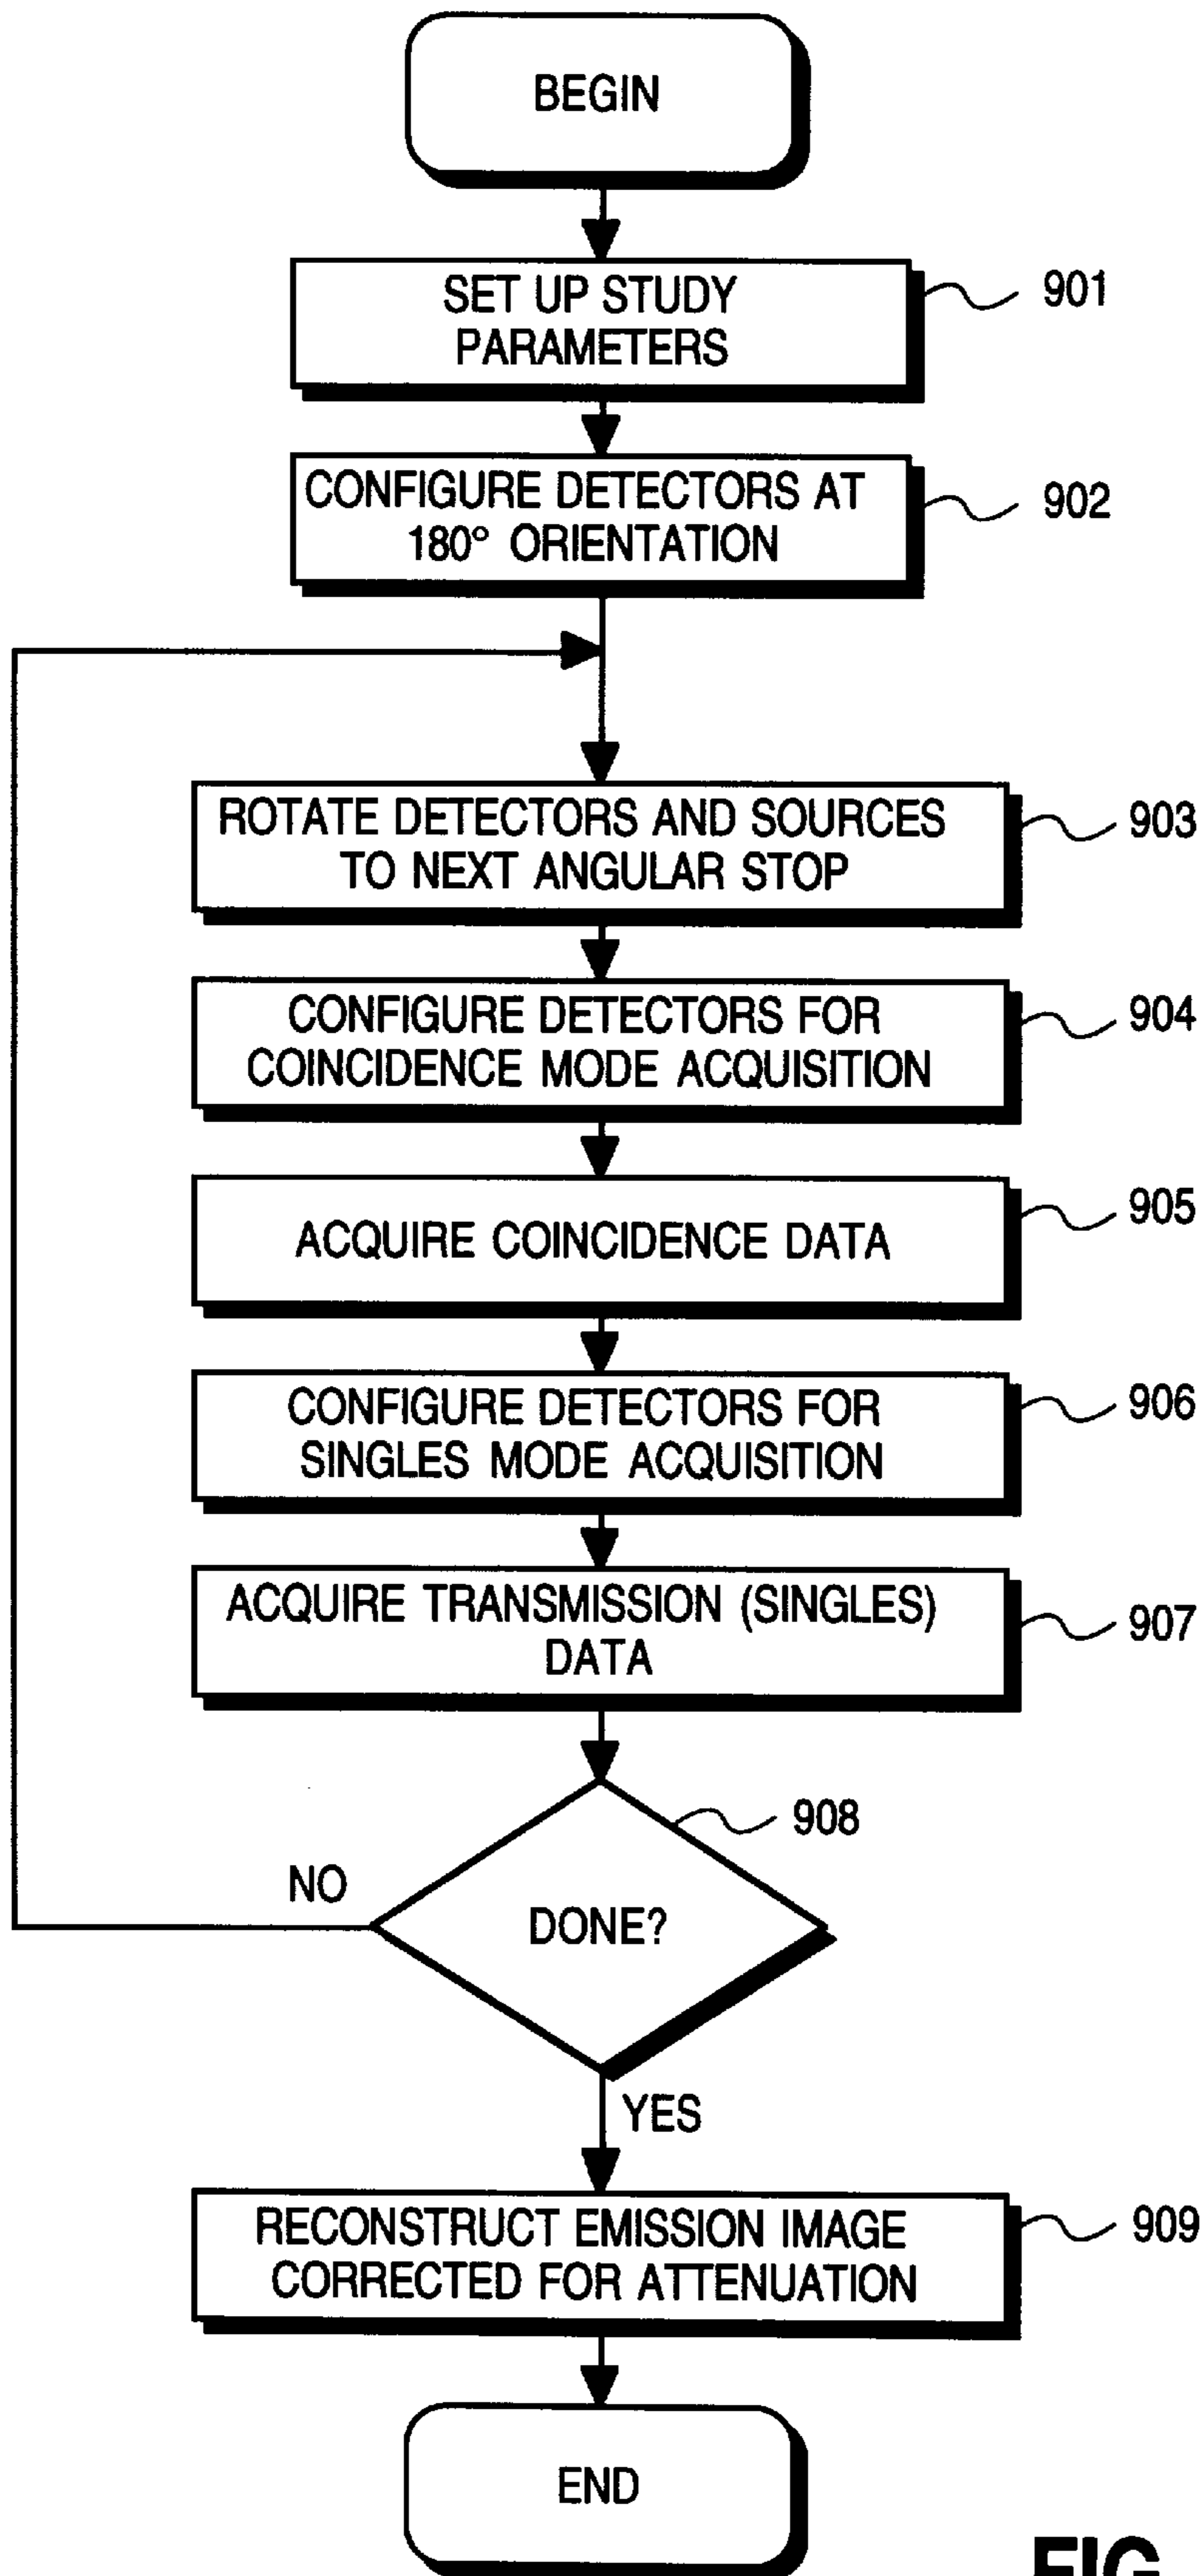 BEGIN
SET UP STUDY
PARAMETERS
901
CONFIGURE DETECTORS AT
180° ORIENTATION
902
ROTATE DETECTORS AND SOURCES
TO NEXT ANGULAR STOP
903
CONFIGURE DETECTORS FOR
COINCIDENCE MODE ACQUISITION
904
ACQUIRE COINCIDENCE DATA
905
CONFIGURE DETECTORS FOR
SINGLES MODE ACQUISITION
906
ACQUIRE TRANSMISSION (SINGLES)
DATA
907
908
NO
DONE?
YES
RECONSTRUCT EMISSION IMAGE
CORRECTED FOR ATTENUATION
909
END
FIG